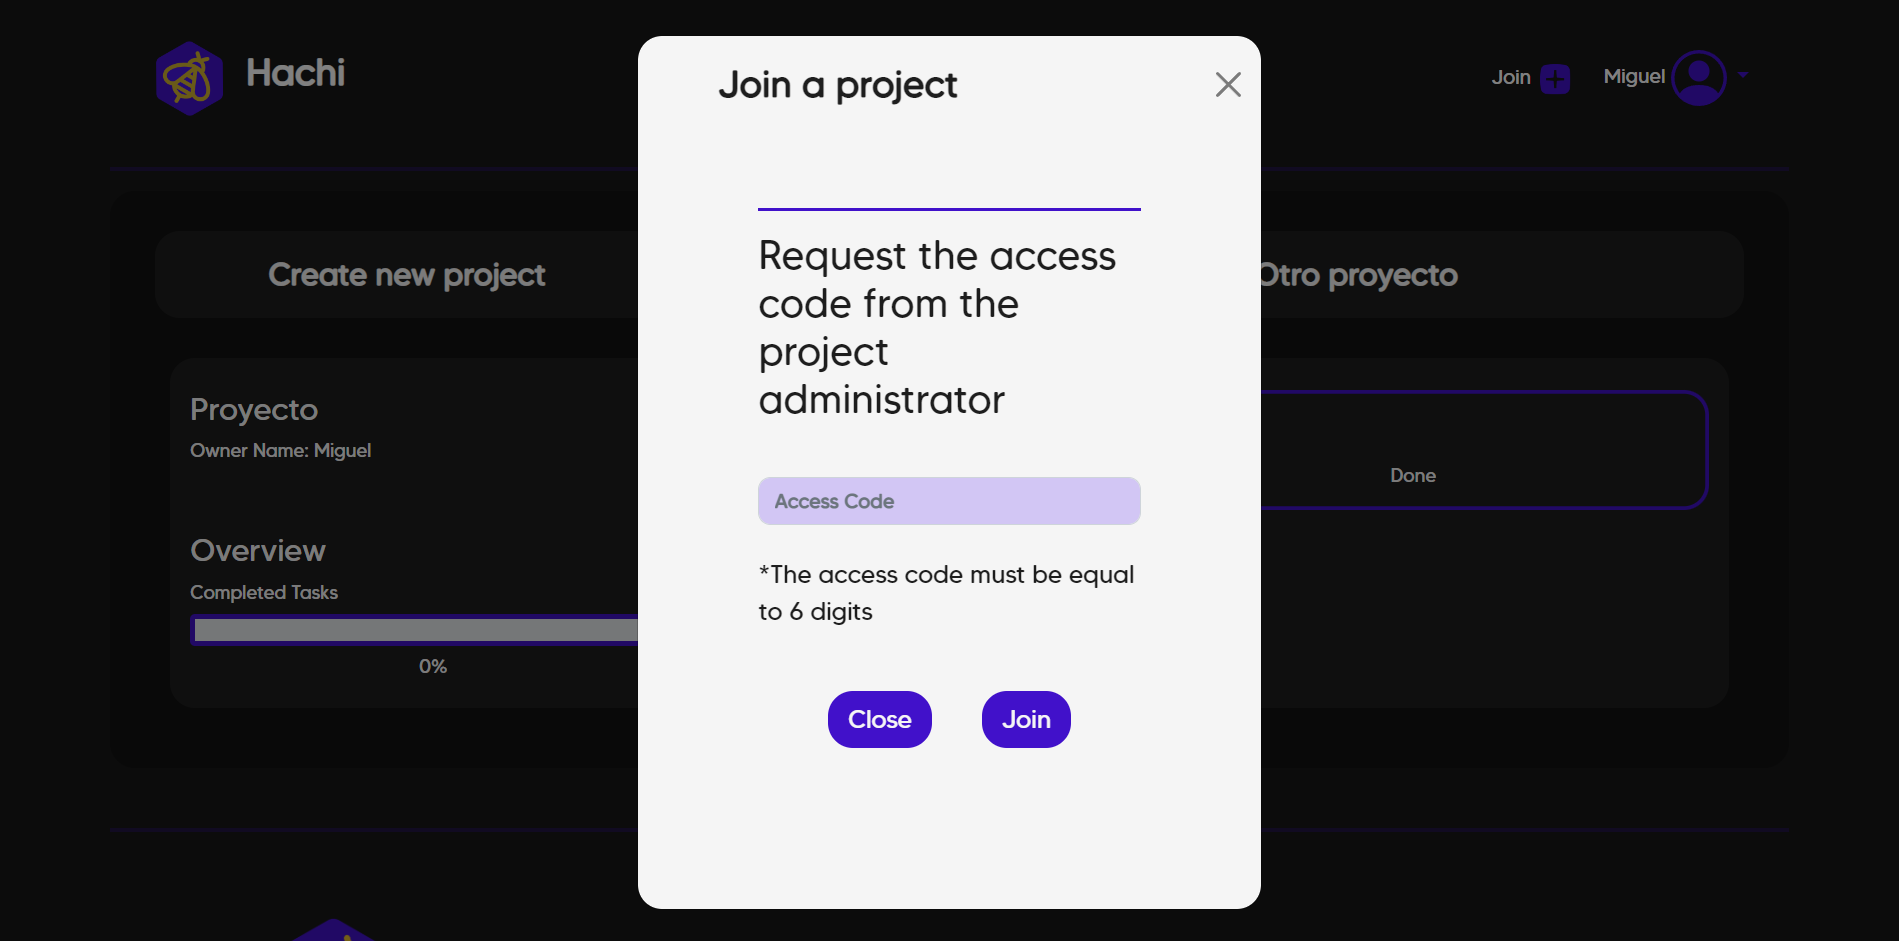 Hachi
Join
Miguel
Create new project
Otro proyecto
Proyecto
Owner Name: Miguel
Overview
Completed Tasks
0%
Done
Join a project
Request the access
code from the
project
administrator
Access Code
*The access code must be equal
to 6 digits
Close
Join